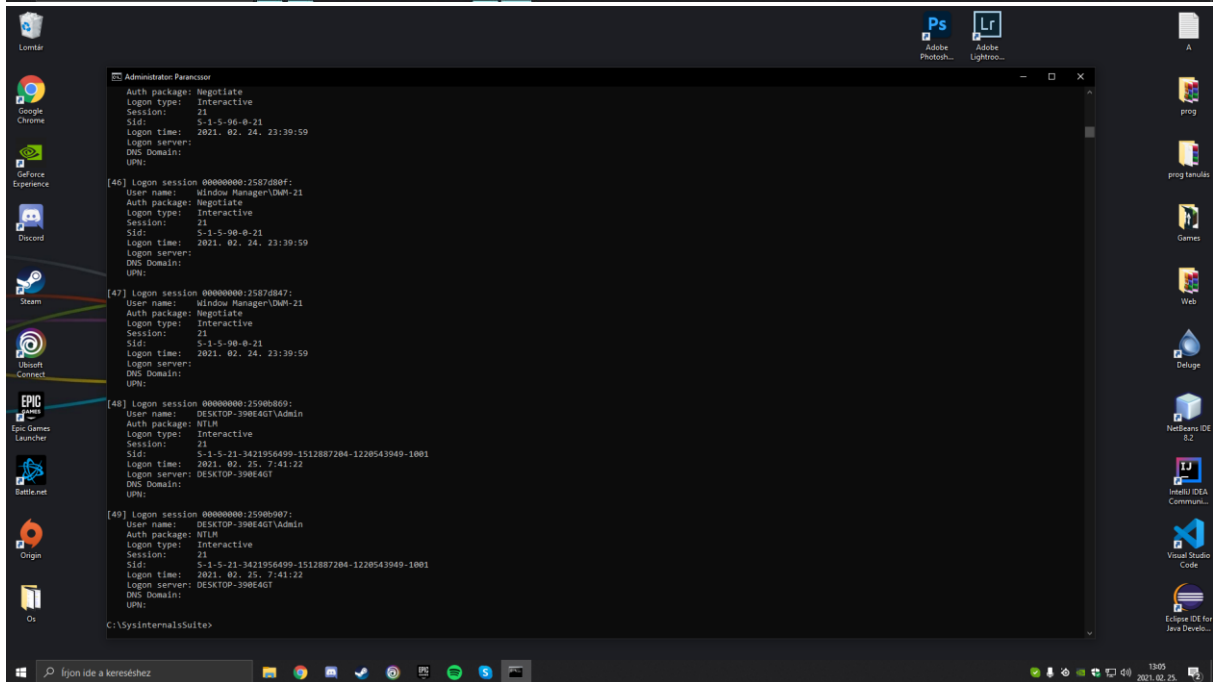 Lomtár
Google
Chrome
GeForce
Experience
Discord
Steam
Ubisoft
Connect
EPIC
GAMES
Epic Games
Launcher
Battle.net
Origin
Os
Ps
Adobe
Photosh...
Lr
Adobe
Lightroo...
Administrator: Parancssor
Auth package: Negotiate
Logon type: Interactive
Session: 21
Sid: S-1-5-96-0-21
Logon time: 2021. 02. 24. 23:39:59
Logon server:
DNS Domain:
UPN:
[46] Logon session 00000000:2587d80f:
User name: Window Manager\DWM-21
Auth package: Negotiate
Logon type: Interactive
Session: 21
Sid: S-1-5-90-0-21
Logon time: 2021. 02. 24. 23:39:59
Logon server:
DNS Domain:
UPN:
[47] Logon session 00000000:2587d847:
User name: Window Manager\DWM-21
Auth package: Negotiate
Logon type: Interactive
Session: 21
Sid: S-1-5-90-0-21
Logon time: 2021. 02. 24. 23:39:59
Logon server:
DNS Domain:
UPN:
[48] Logon session 00000000:2590b869:
User name: DESKTOP-390E4GT\Admin
Auth package: NTLM
Logon type: Interactive
Session: 21
Sid: S-1-5-21-3421956499-1512887204-1220543949-1001
Logon time: 2021. 02. 25. 7:41:22
Logon server: DESKTOP-390E4GT
DNS Domain:
UPN:
[49] Logon session 00000000:2590b907:
User name: DESKTOP-390E4GT\Admin
Auth package: NTLM
Logon type: Interactive
Session: 21
Sid: S-1-5-21-3421956499-1512887204-1220543949-1001
Logon time: 2021. 02. 25. 7:41:22
Logon server: DESKTOP-390E4GT
DNS Domain:
UPN:
C:\SysinternalsSuite>
A
prog
prog tanulás
Games
Web
Deluge
NetBeans IDE
8.2
IJ
IntelliJ IDEA
Communi...
Visual Studio
Code
Eclipse IDE for
Java Develo...
Írjon ide a kereséshez
EPIC
13:05
2021. 02. 25.
2